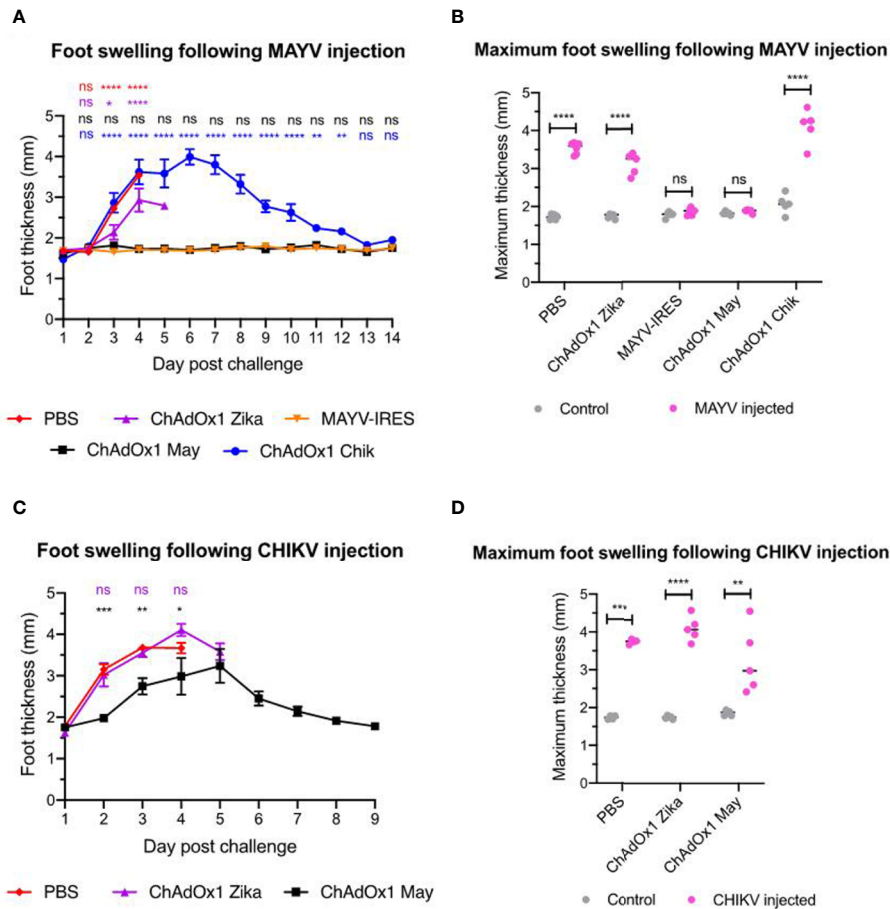 A
Foot swelling following MAYV injection
ns **** ****
ns * ****
ns ns ns ns ns ns ns ns ns ns ns ns
ns **** **** **** **** **** **** **** **** ** ** ns ns
5
4
3
2
1
0
Foot thickness (mm)
1 2 3 4 5 6 7 8 9 10 11 12 13 14
Day post challenge
PBS ChAdOx1 Zika MAYV-IRES
ChAdOx1 May ChAdOx1 Chik
B
Maximum foot swelling following MAYV injection
**** **** ns ns ****
5
4
3
2
1
0
Maximum thickness (mm)
PBS ChAdOx1 Zika MAYV-IRES ChAdOx1 May ChAdOx1 Chik
Control MAYV injected
C
Foot swelling following CHIKV injection
ns ns ns
*** ** *
5
4
3
2
1
0
Foot thickness (mm)
1 2 3 4 5 6 7 8 9
Day post challenge
PBS ChAdOx1 Zika ChAdOx1 May
D
Maximum foot swelling following CHIKV injection
**** **
5
4
3
2
1
0
Maximum thickness (mm)
PBS ChAdOx1 Zika ChAdOx1 May
Control CHIKV injected